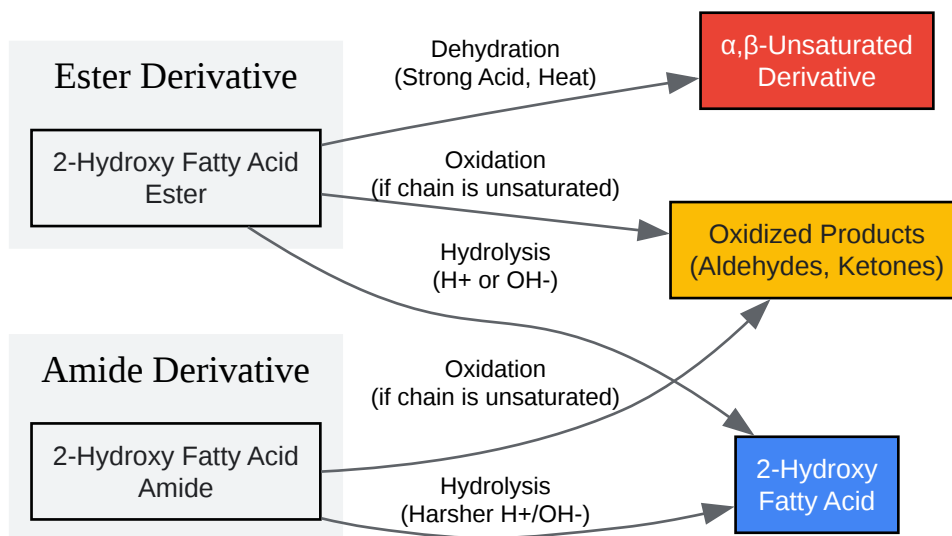 Dehydration
(Strong Acid, Heat)
α,β-Unsaturated
Derivative
Ester Derivative
2-Hydroxy Fatty Acid
Ester
Oxidation
(if chain is unsaturated)
Oxidized Products
(Aldehydes, Ketones)
Hydrolysis
(H+ or OH-)
Amide Derivative
Oxidation
(if chain is unsaturated)
2-Hydroxy Fatty Acid
Amide
Hydrolysis
(Harsher H+/OH-)
2-Hydroxy
Fatty Acid